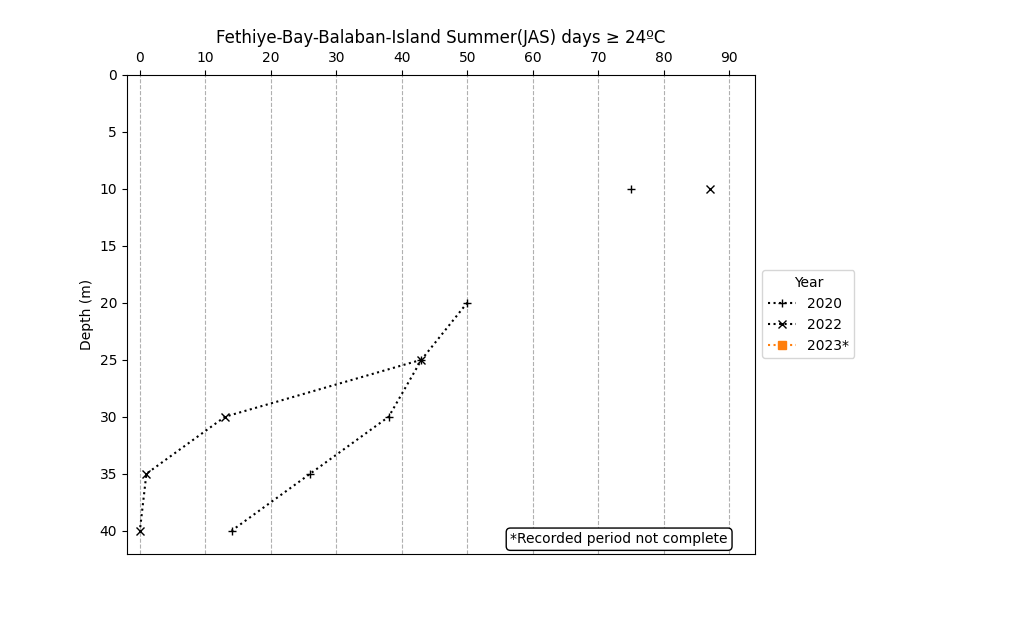 Fethiye-Bay-Balaban-Island Summer(JAS) days ≥ 24ºC
0 10 20 30 40 50 60 70 80 90
0
5
10
15
20
25
30
35
40
Depth (m)
Year
2020
2022
2023*
*Recorded period not complete